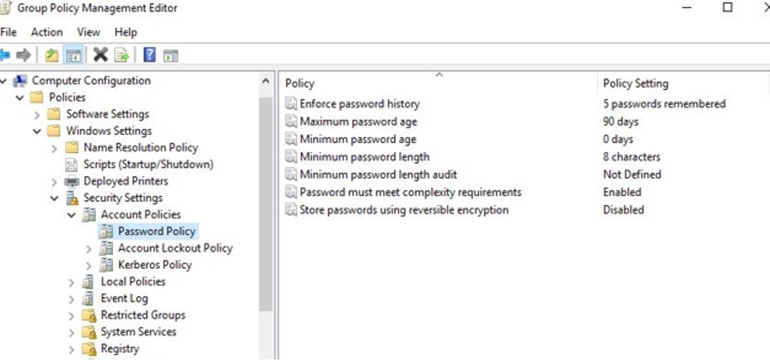 Group Policy Management Editor
File Action View Help
Computer Configuration
Policies
Software Settings
Windows Settings
Name Resolution Policy
Scripts (Startup/Shutdown)
Deployed Printers
Security Settings
Account Policies
Password Policy
Account Lockout Policy
Kerberos Policy
Local Policies
Event Log
Restricted Groups
System Services
Registry
Policy Policy Setting
Enforce password history 5 passwords remembered
Maximum password age 90 days
Minimum password age 0 days
Minimum password length 8 characters
Minimum password length audit Not Defined
Password must meet complexity requirements Enabled
Store passwords using reversible encryption Disabled